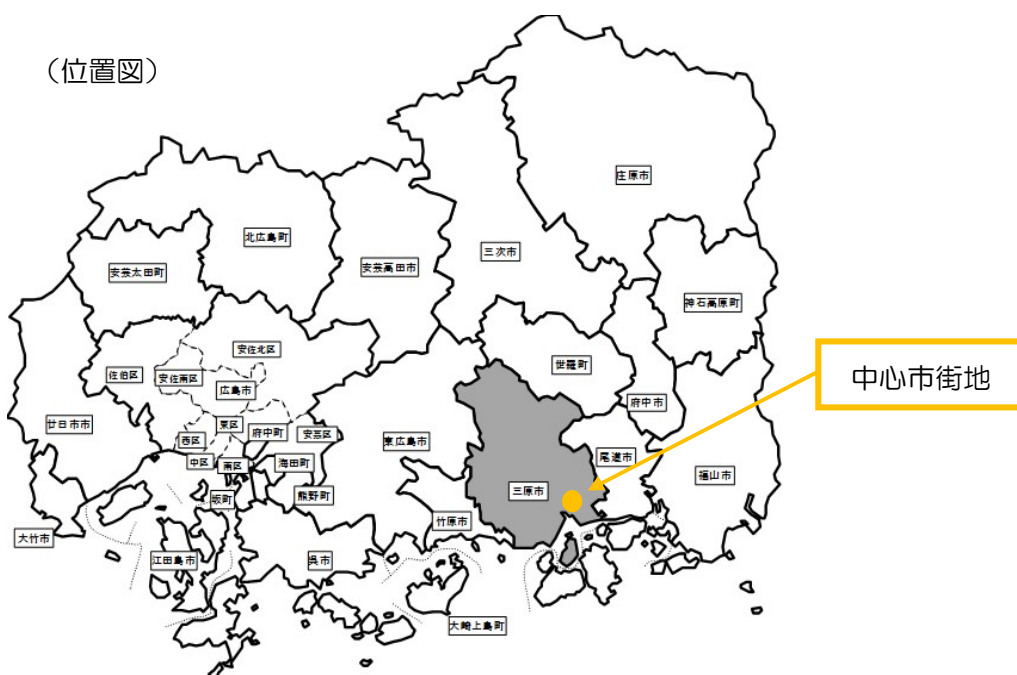 （位置図）
庄原市
北広島町
三次市
安芸太田町
安芸高田市
神石高原町
安佐北区
世羅町
中心市街地
佐伯区
安佐南区
広島市
府中市
廿日市市
東区
府中町
安芸区
西区
東広島市
尾道市
中区
南区
海田町
福山市
坂町
熊野町
三原市
竹原市
大竹市
江田島市
呉市
大崎上島町